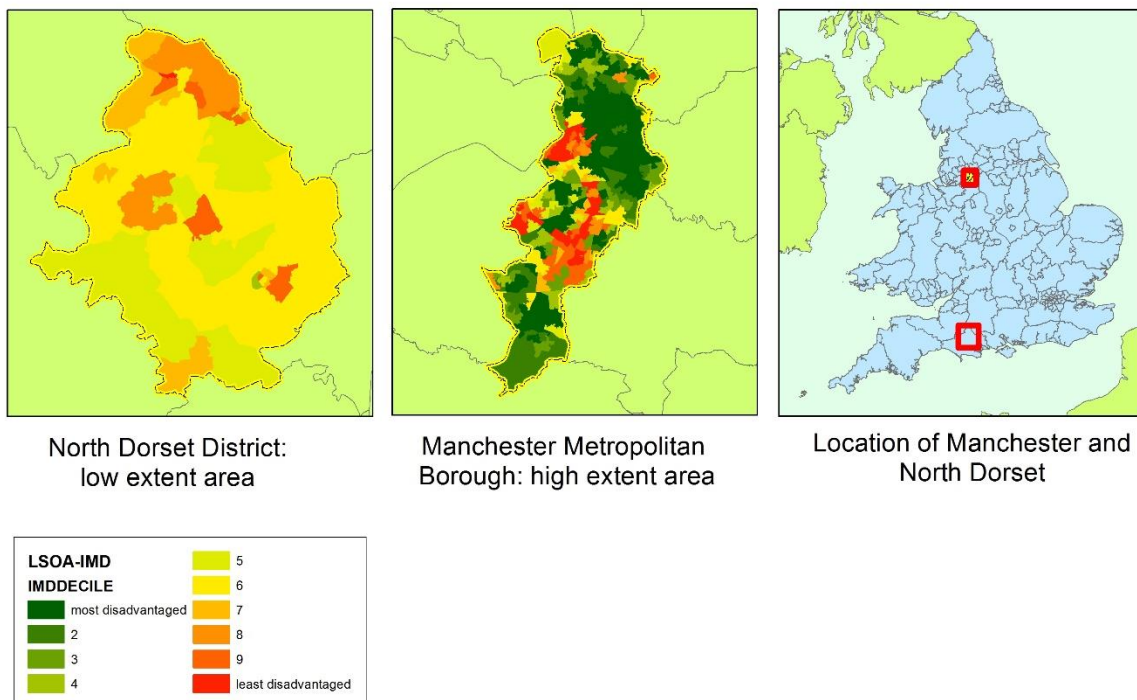 North Dorset District:
low extent area
Manchester Metropolitan
Borough: high extent area
Location of Manchester and
North Dorset
LSOA-IMD
IMDDECILE
most disadvantaged
2
3
4
5
6
7
8
9
least disadvantaged